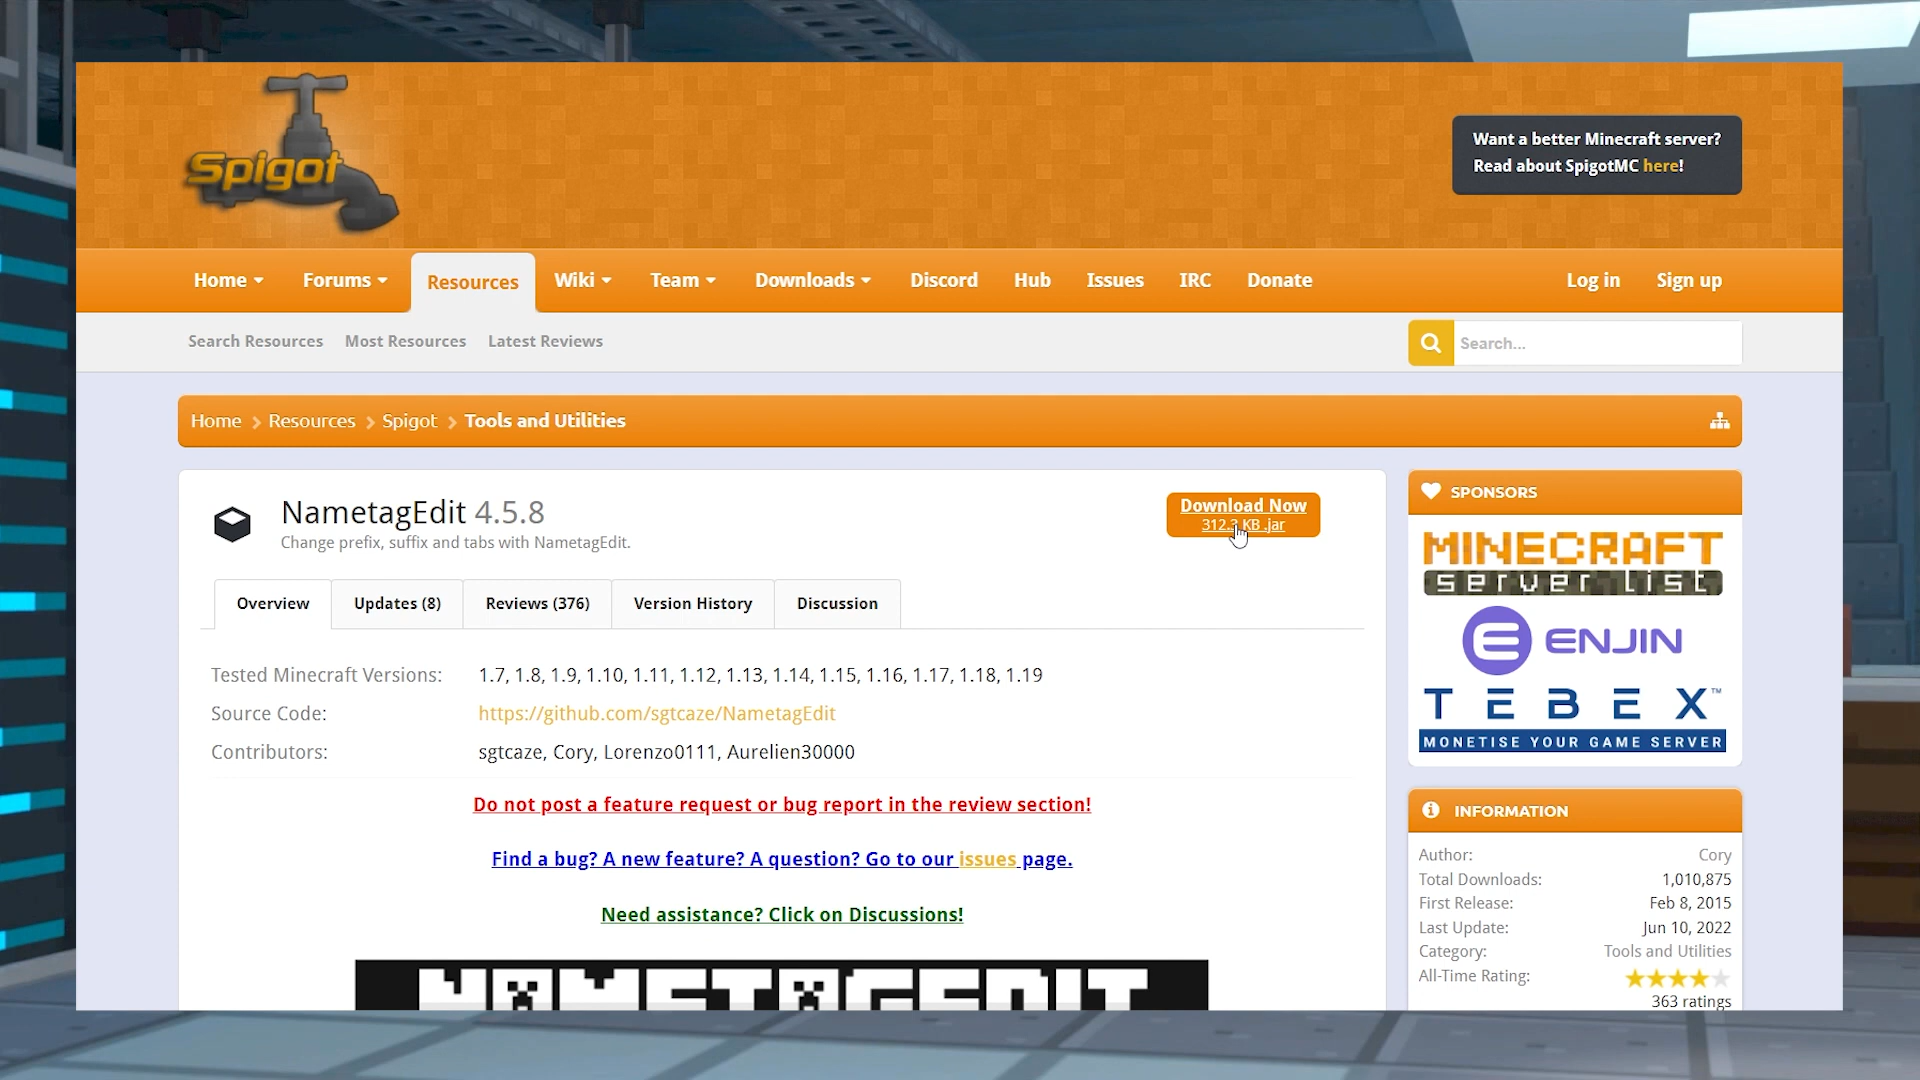 Spigot
Want a better Minecraft server?
Read about SpigotMC here!
Home Forums Resources Wiki Team Downloads Discord Hub Issues IRC Donate Log in Sign up
Search Resources Most Resources Latest Reviews
Search...
Home Resources Spigot Tools and Utilities
NametagEdit 4.5.8
Change prefix, suffix and tabs with NametagEdit.
Download Now
312.3 KB .jar
Overview Updates (8) Reviews (376) Version History Discussion
Tested Minecraft Versions: 1.7, 1.8, 1.9, 1.10, 1.11, 1.12, 1.13, 1.14, 1.15, 1.16, 1.17, 1.18, 1.19
Source Code: https://github.com/sgtcaze/NametagEdit
Contributors: sgtcaze, Cory, Lorenzo0111, Aurelien30000
Do not post a feature request or bug report in the review section!
Find a bug? A new feature? A question? Go to our issues page.
Need assistance? Click on Discussions!
NAMETAGEDIT
SPONSORS
MINECRAFT
server list
ENJIN
TEBEX™
MONETISE YOUR GAME SERVER
INFORMATION
Author: Cory
Total Downloads: 1,010,875
First Release: Feb 8, 2015
Last Update: Jun 10, 2022
Category: Tools and Utilities
All-Time Rating:
363 ratings